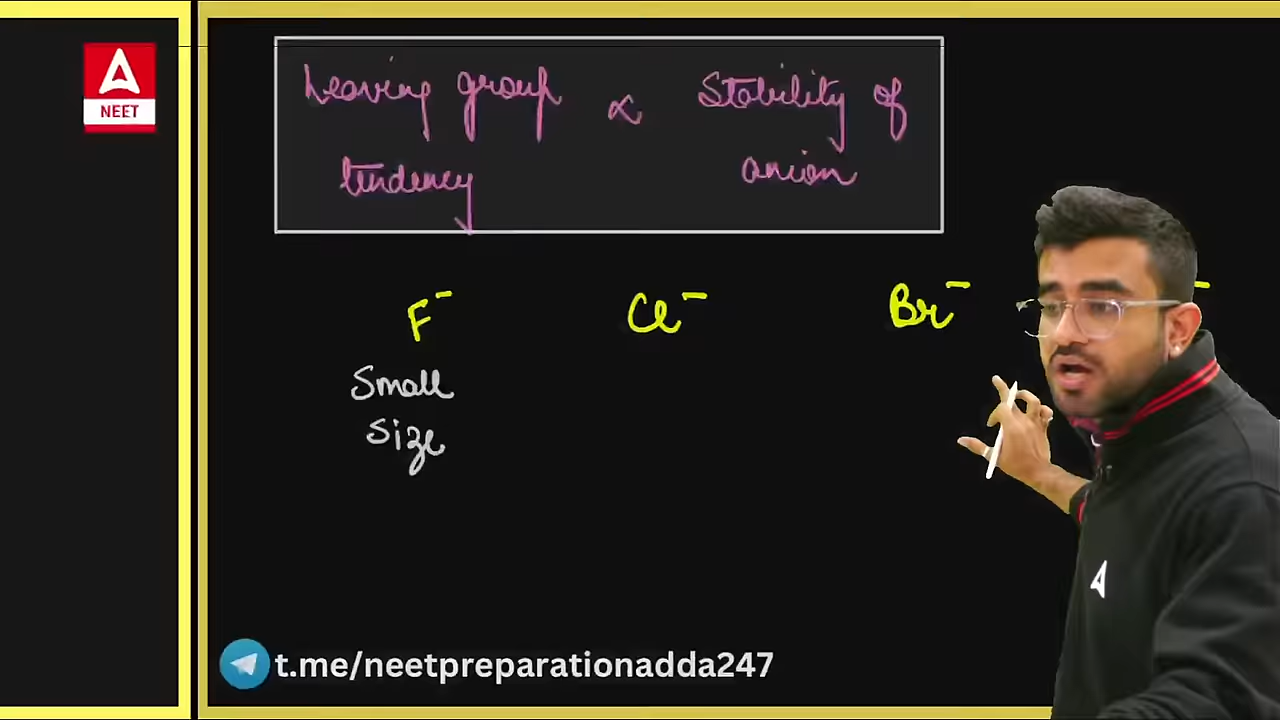 NEET
Leaving group ∝ Stability of
tendency anion
F⁻ Cl⁻ Br⁻
Small
Size
t.me/neetpreparationadda247